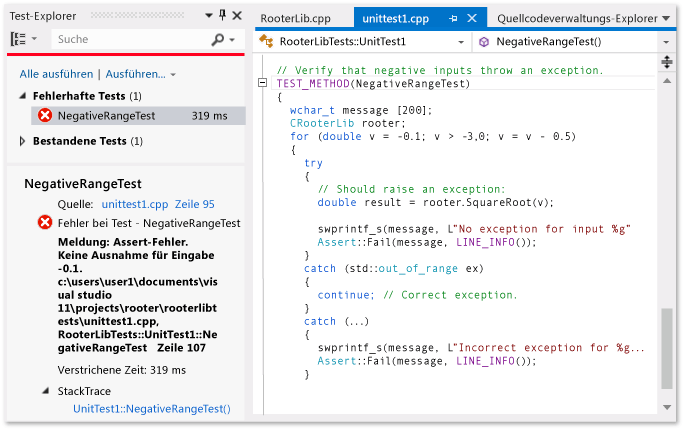 Test-Explorer
Suche
Alle ausführen | Ausführen...
Fehlerhafte Tests (1)
NegativeRangeTest 319 ms
Bestandene Tests (1)
NegativeRangeTest
Quelle: unittest1.cpp Zeile 95
Fehler bei Test - NegativeRangeTest
Meldung: Assert-Fehler.
Keine Ausnahme für Eingabe
-0.1.
c:\users\user1\documents\vis
ual studio
11\projects\rooter\rooterlibt
ests\unittest1.cpp,
RooterLibTests::UnitTest1::Ne
gativeRangeTest Zeile 107
Verstrichene Zeit: 319 ms
StackTrace
UnitTest1::NegativeRangeTest()
RooterLib.cpp unittest1.cpp Quellcodeverwaltungs-Explorer
RooterLibTests::UnitTest1 NegativeRangeTest()
// Verify that negative inputs throw an exception.
TEST_METHOD(NegativeRangeTest)
{
wchar_t message [200];
CRooterLib rooter;
for (double v = -0.1; v > -3,0; v = v - 0.5)
{
try
{
// Should raise an exception:
double result = rooter.SquareRoot(v);
swprintf_s(message, L"No exception for input %g"
Assert::Fail(message, LINE_INFO());
}
catch (std::out_of_range ex)
{
continue; // Correct exception.
}
catch (...)
{
swprintf_s(message, L"Incorrect exception for %g...
Assert::Fail(message, LINE_INFO());
}